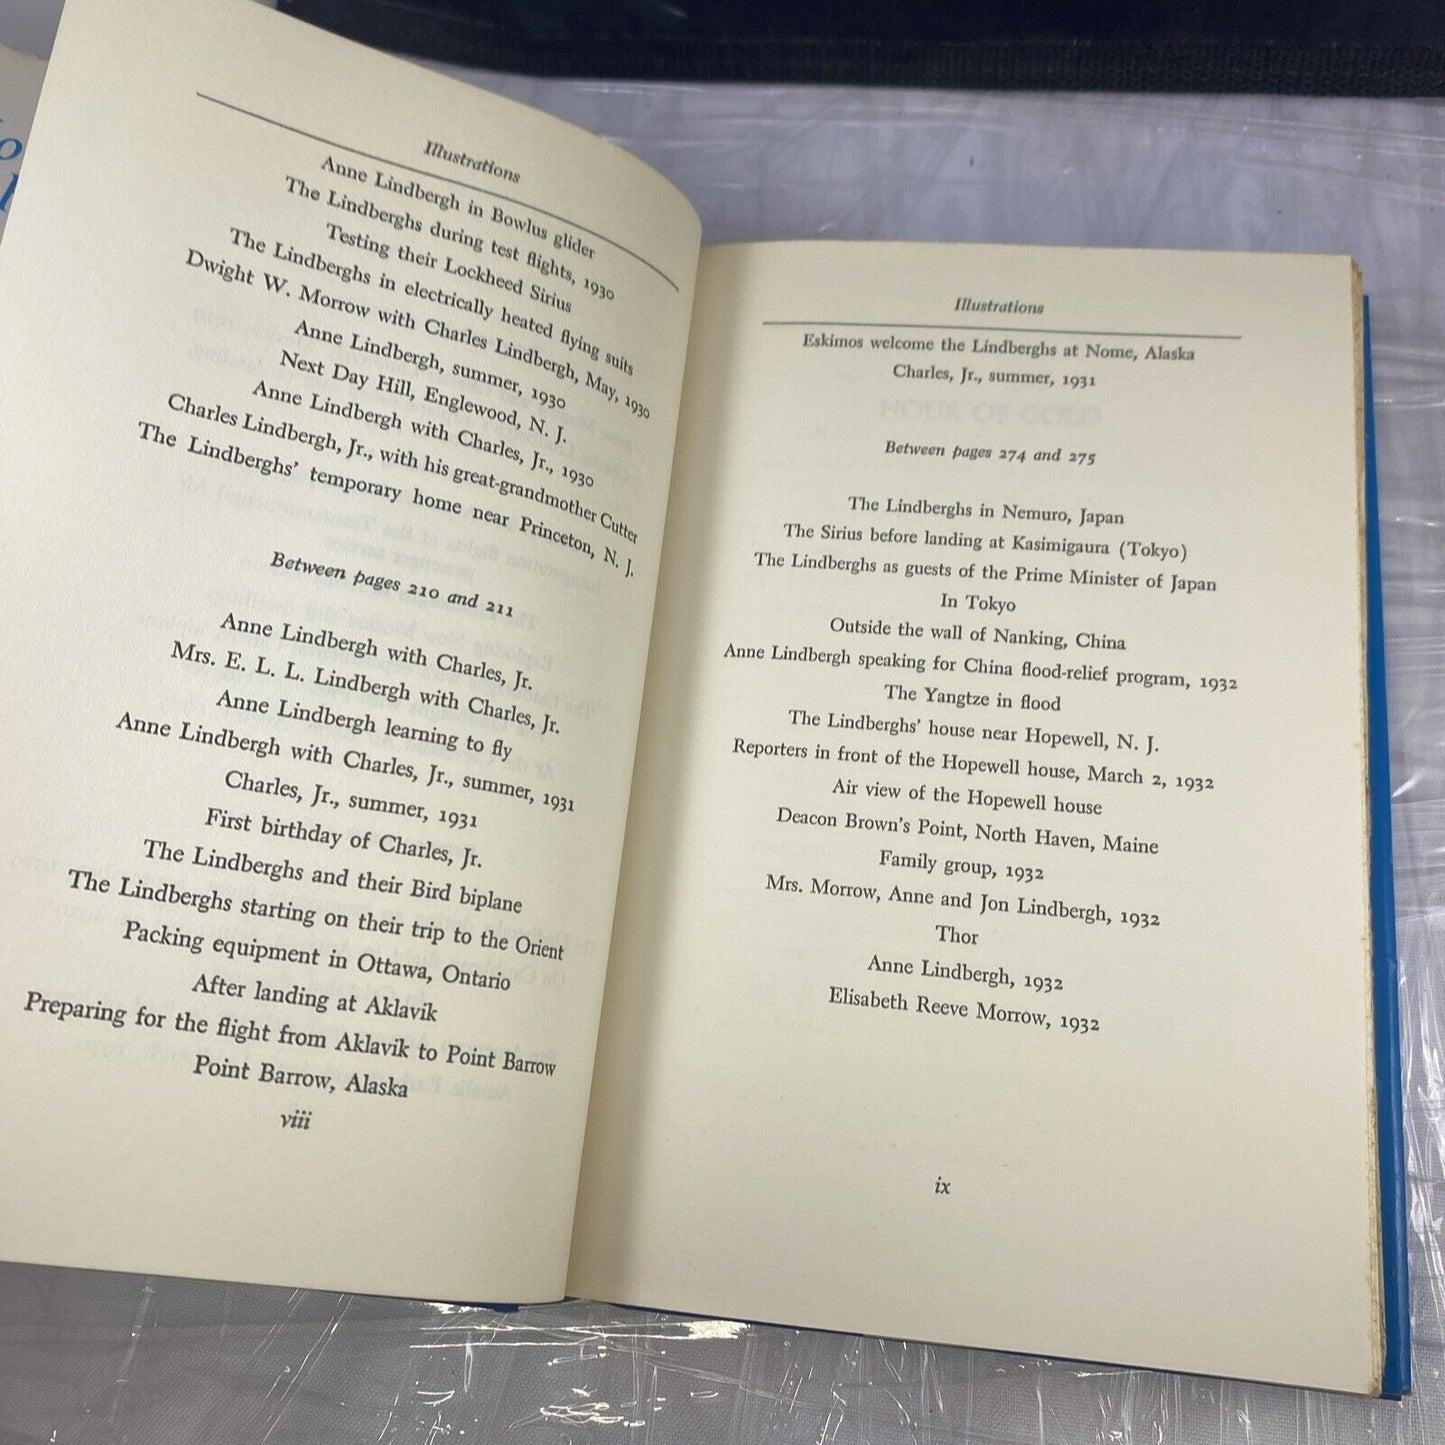 Illustrations
Anne Lindbergh in Bowlus glider
The Lindberghs during test flights, 1930
Testing their Lockheed Sirius
The Lindberghs in electrically heated flying suits
Dwight W. Morrow with Charles Lindbergh, May, 1930
Anne Lindbergh, summer, 1930
Next Day Hill, Englewood, N. J.
Anne Lindbergh with Charles, Jr., 1930
Charles Lindbergh, Jr., with his great-grandmother Cutter
The Lindberghs' temporary home near Princeton, N. J.
Between pages 210 and 211
Anne Lindbergh with Charles, Jr.
Mrs. E. L. L. Lindbergh with Charles, Jr.
Anne Lindbergh learning to fly
Anne Lindbergh with Charles, Jr., summer, 1931
Charles, Jr., summer, 1931
First birthday of Charles, Jr.
The Lindberghs and their Bird biplane
The Lindberghs starting on their trip to the Orient
Packing equipment in Ottawa, Ontario
After landing at Aklavik
Preparing for the flight from Aklavik to Point Barrow
Point Barrow, Alaska
viii
Illustrations
Eskimos welcome the Lindberghs at Nome, Alaska
Charles, Jr., summer, 1931
HOUR OF GOLD
Between pages 274 and 275
The Lindberghs in Nemuro, Japan
The Sirius before landing at Kasimigaura (Tokyo)
The Lindberghs as guests of the Prime Minister of Japan
In Tokyo
Outside the wall of Nanking, China
Anne Lindbergh speaking for China flood-relief program, 1932
The Yangtze in flood
The Lindberghs' house near Hopewell, N. J.
Reporters in front of the Hopewell house, March 2, 1932
Air view of the Hopewell house
Deacon Brown's Point, North Haven, Maine
Family group, 1932
Mrs. Morrow, Anne and Jon Lindbergh, 1932
Thor
Anne Lindbergh, 1932
Elisabeth Reeve Morrow, 1932
ix